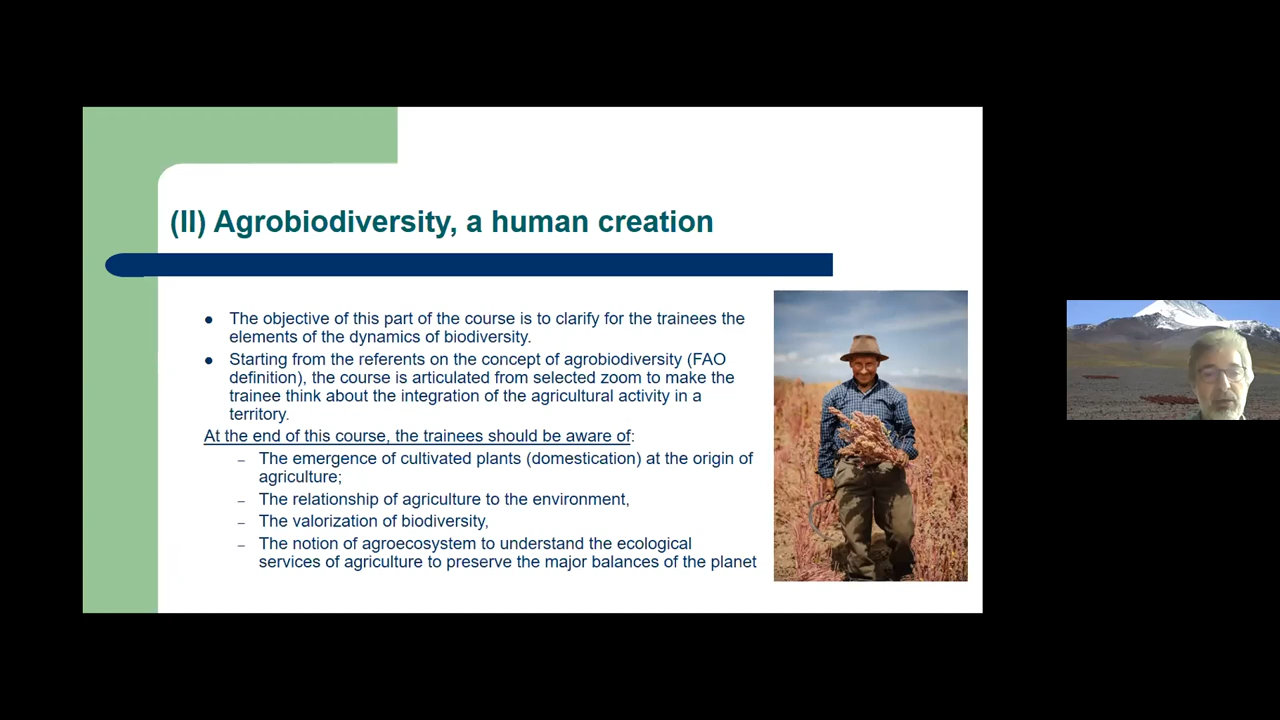 (II) Agrobiodiversity, a human creation
● The objective of this part of the course is to clarify for the trainees the
elements of the dynamics of biodiversity.
● Starting from the referents on the concept of agrobiodiversity (FAO
definition), the course is articulated from selected zoom to make the
trainee think about the integration of the agricultural activity in a
territory.
At the end of this course, the trainees should be aware of:
– The emergence of cultivated plants (domestication) at the origin of
agriculture;
– The relationship of agriculture to the environment,
– The valorization of biodiversity,
– The notion of agroecosystem to understand the ecological
services of agriculture to preserve the major balances of the planet